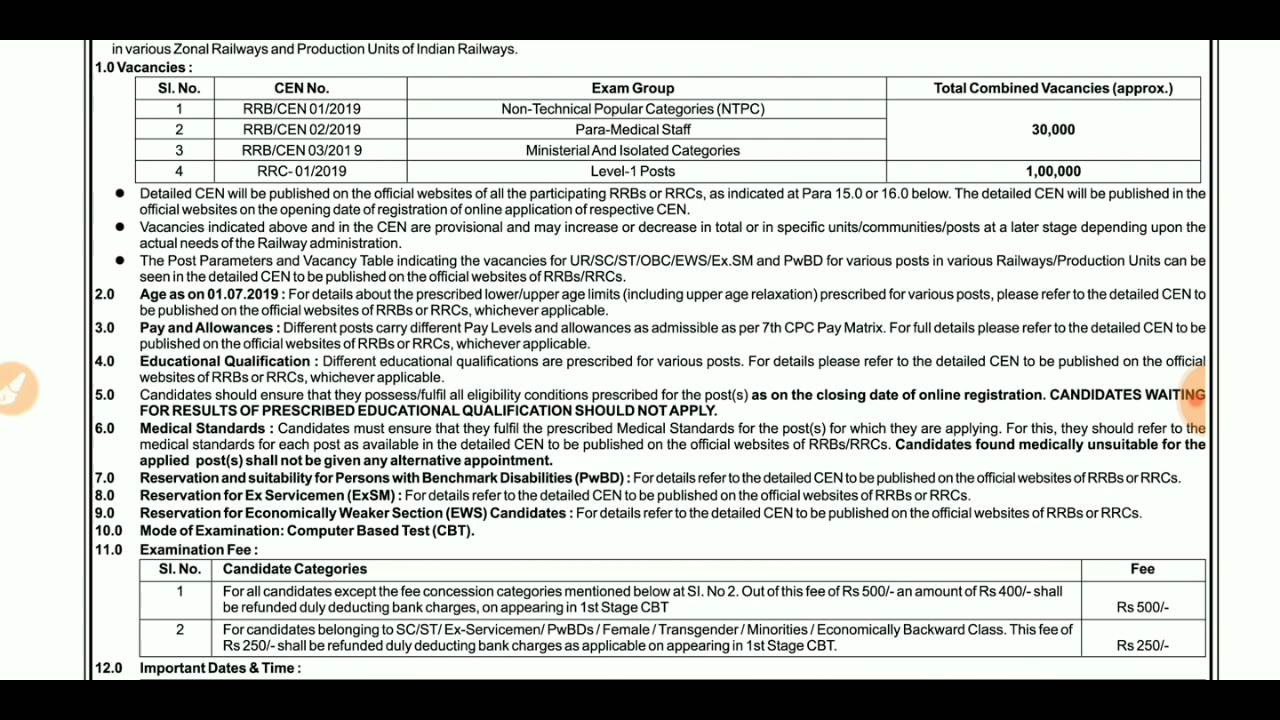 in various Zonal Railways and Production Units of Indian Railways.
1.0 Vacancies :
Sl. No. CEN No. Exam Group Total Combined Vacancies (approx.)
1 RRB/CEN 01/2019 Non-Technical Popular Categories (NTPC)
2 RRB/CEN 02/2019 Para-Medical Staff 30,000
3 RRB/CEN 03/2019 Ministerial And Isolated Categories
4 RRC- 01/2019 Level-1 Posts 1,00,000
● Detailed CEN will be published on the official websites of all the participating RRBs or RRCs, as indicated at Para 15.0 or 16.0 below. The detailed CEN will be published in the
official websites on the opening date of registration of online application of respective CEN.
● Vacancies indicated above and in the CEN are provisional and may increase or decrease in total or in specific units/communities/posts at a later stage depending upon the
actual needs of the Railway administration.
● The Post Parameters and Vacancy Table indicating the vacancies for UR/SC/ST/OBC/EWS/Ex.SM and PwBD for various posts in various Railways/Production Units can be
seen in the detailed CEN to be published on the official websites of RRBs/RRCs.
2.0 Age as on 01.07.2019 : For details about the prescribed lower/upper age limits (including upper age relaxation) prescribed for various posts, please refer to the detailed CEN to
be published on the official websites of RRBs or RRCs, whichever applicable.
3.0 Pay and Allowances : Different posts carry different Pay Levels and allowances as admissible as per 7th CPC Pay Matrix. For full details please refer to the detailed CEN to be
published on the official websites of RRBs or RRCs, whichever applicable.
4.0 Educational Qualification : Different educational qualifications are prescribed for various posts. For details please refer to the detailed CEN to be published on the official
websites of RRBs or RRCs, whichever applicable.
5.0 Candidates should ensure that they possess/fulfil all eligibility conditions prescribed for the post(s) as on the closing date of online registration. CANDIDATES WAITING
FOR RESULTS OF PRESCRIBED EDUCATIONAL QUALIFICATION SHOULD NOT APPLY.
6.0 Medical Standards : Candidates must ensure that they fulfil the prescribed Medical Standards for the post(s) for which they are applying. For this, they should refer to the
medical standards for each post as available in the detailed CEN to be published on the official websites of RRBs/RRCs. Candidates found medically unsuitable for the
applied post(s) shall not be given any alternative appointment.
7.0 Reservation and suitability for Persons with Benchmark Disabilities (PwBD) : For details refer to the detailed CEN to be published on the official websites of RRBs or RRCs.
8.0 Reservation for Ex Servicemen (ExSM) : For details refer to the detailed CEN to be published on the official websites of RRBs or RRCs.
9.0 Reservation for Economically Weaker Section (EWS) Candidates : For details refer to the detailed CEN to be published on the official websites of RRBs or RRCs.
10.0 Mode of Examination: Computer Based Test (CBT).
11.0 Examination Fee :
Sl. No. Candidate Categories Fee
1 For all candidates except the fee concession categories mentioned below at Sl. No 2. Out of this fee of Rs 500/- an amount of Rs 400/- shall
be refunded duly deducting bank charges, on appearing in 1st Stage CBT Rs 500/-
2 For candidates belonging to SC/ST/ Ex-Servicemen/ PwBDs / Female / Transgender / Minorities / Economically Backward Class. This fee of
Rs 250/- shall be refunded duly deducting bank charges as applicable on appearing in 1st Stage CBT. Rs 250/-
12.0 Important Dates & Time :